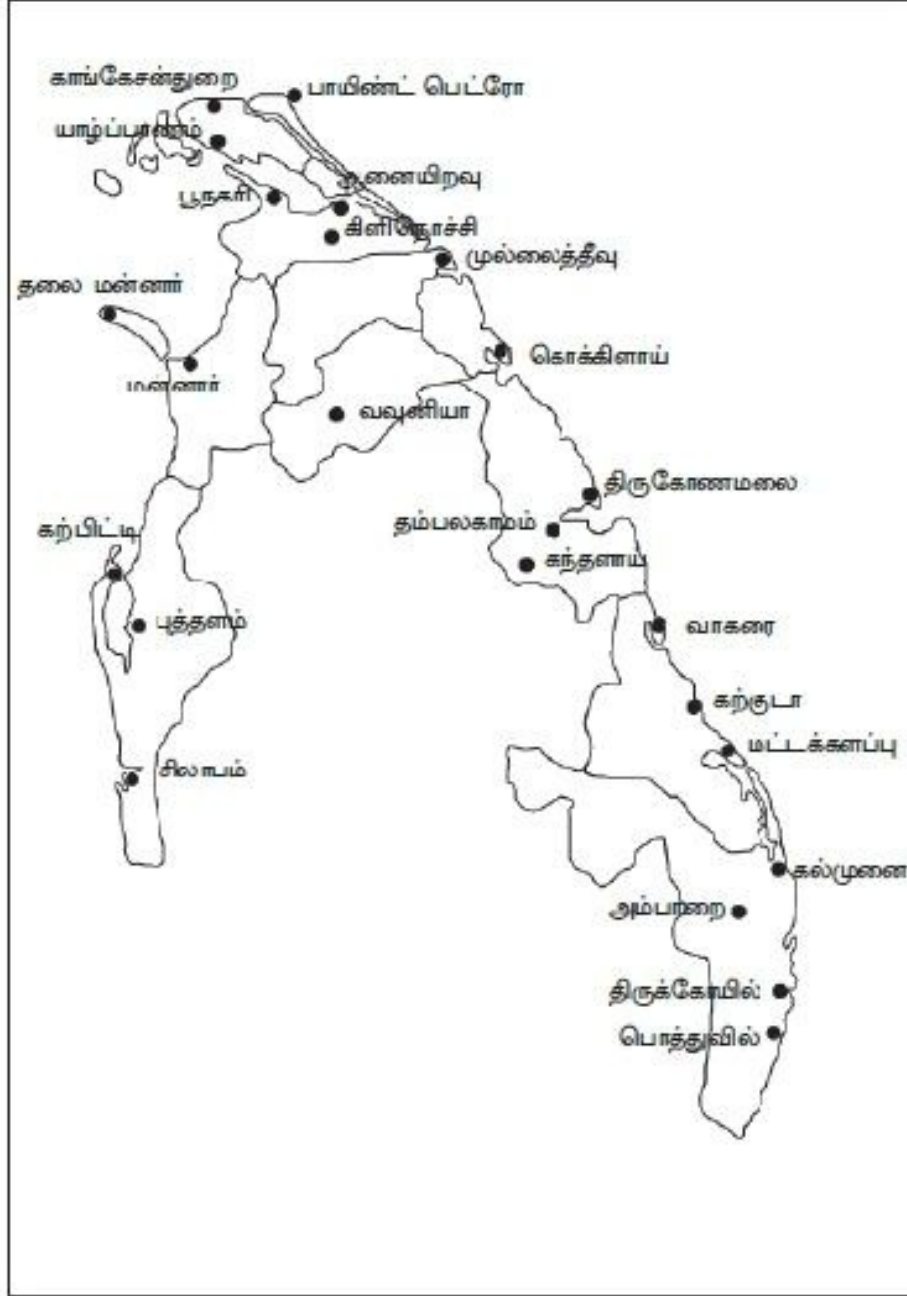 காங்கேசன்துறை
பாயிண்ட் பெட்ரோ
யாழ்ப்பாணம்
ஆனையிறவு
பூநகரி
கிளிநொச்சி
முல்லைத்தீவு
தலை மன்னார்
கொக்கிளாய்
மன்னார்
வவுனியா
திருகோணமலை
தம்பலகாமம்
கற்பிட்டி
கந்தளாய்
புத்தளம்
வாகரை
கற்குடா
மட்டக்களப்பு
சிலாபம்
கல்முனை
அம்பாறை
திருக்கோயில்
பொத்துவில்